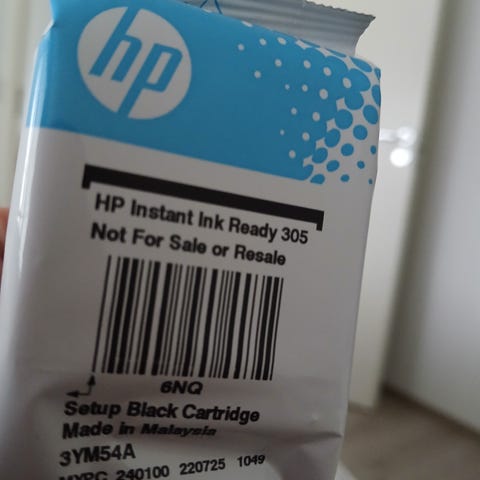 hp
HP Instant Ink Ready 305
Not For Sale or Resale
6NQ
Setup Black Cartridge
Made in Malaysia
3YM54A
240100 220725 1049